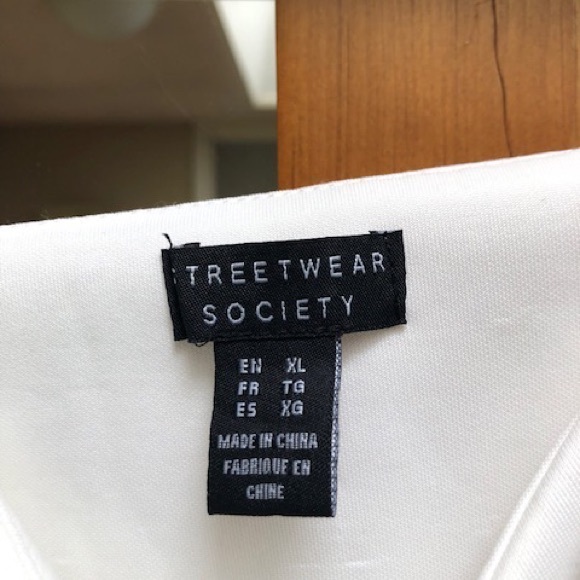 STREETWEAR
SOCIETY
EN XL
FR TG
ES XG
MADE IN CHINA
FABRIQUE EN
CHINE